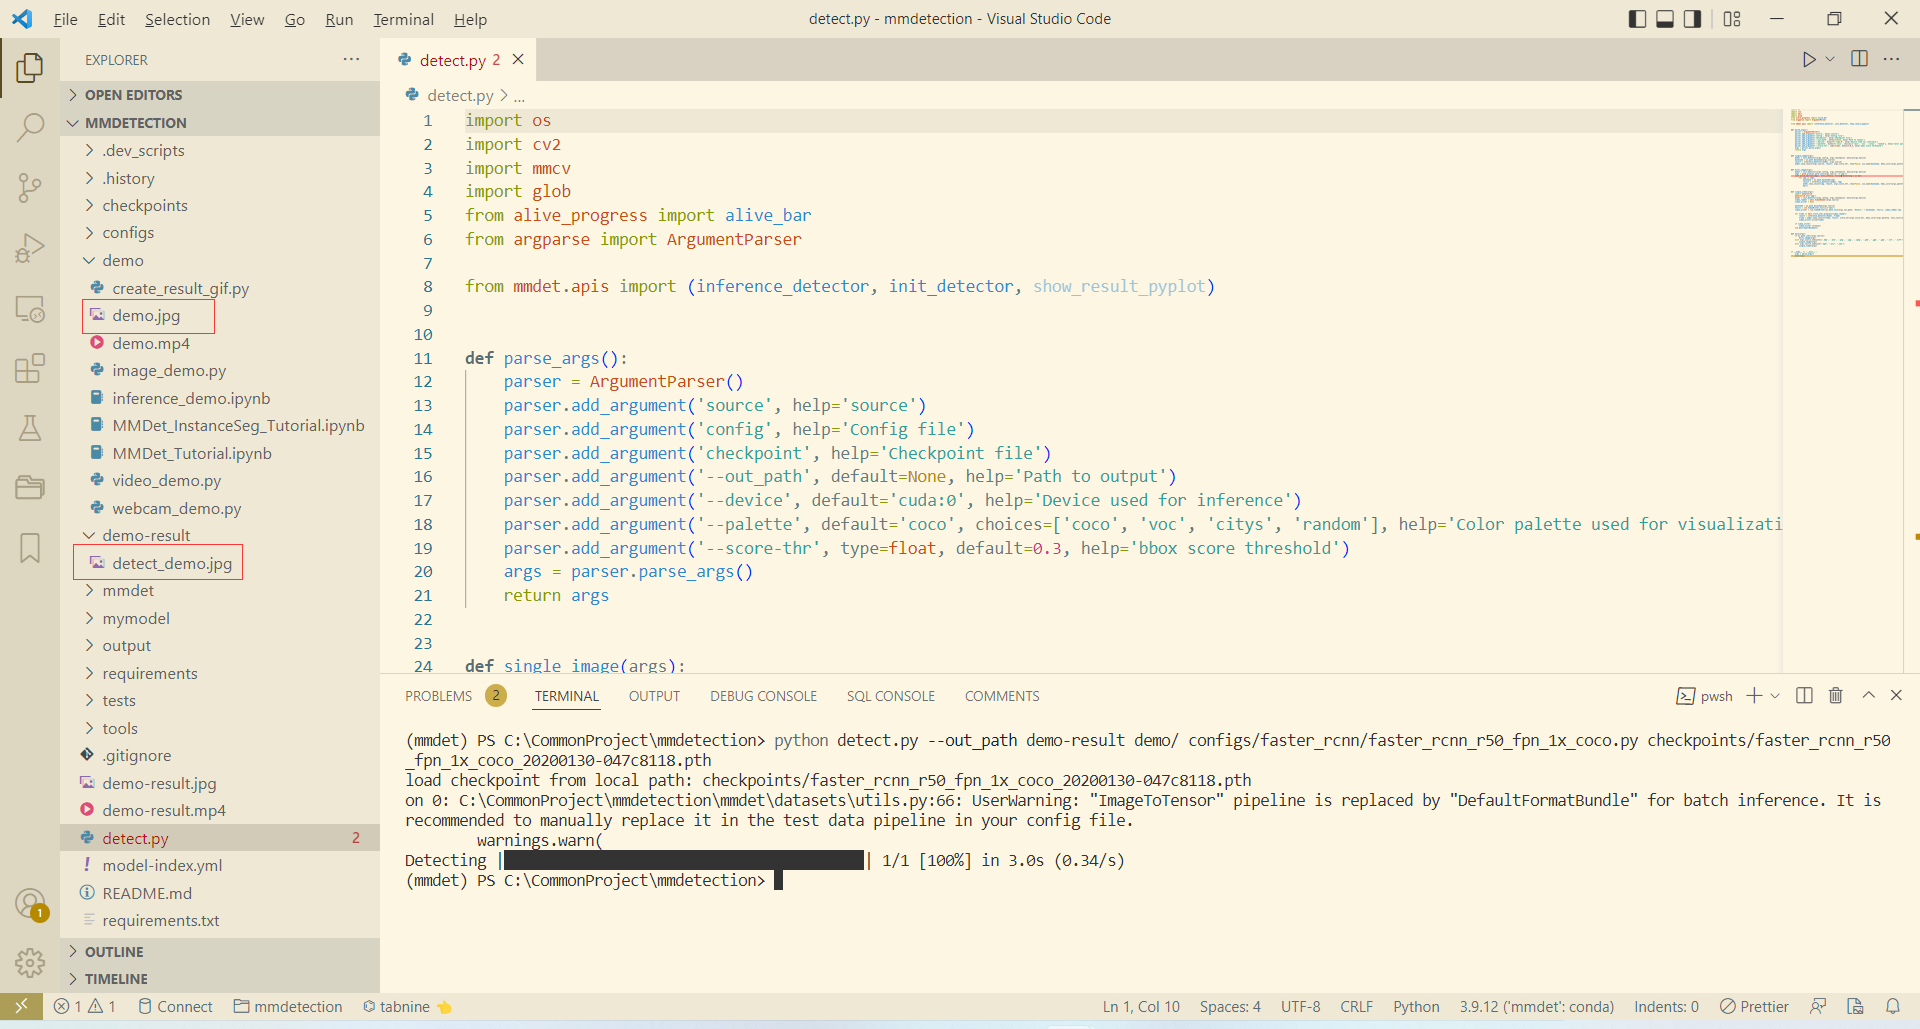 File Edit Selection View Go Run Terminal Help
detect.py - mmdetection - Visual Studio Code
EXPLORER
OPEN EDITORS
MMDETECTION
.dev_scripts
.history
checkpoints
configs
demo
create_result_gif.py
demo.jpg
demo.mp4
image_demo.py
inference_demo.ipynb
MMDet_InstanceSeg_Tutorial.ipynb
MMDet_Tutorial.ipynb
video_demo.py
webcam_demo.py
demo-result
detect_demo.jpg
mmdet
mymodel
output
requirements
tests
tools
.gitignore
demo-result.jpg
demo-result.mp4
detect.py 2
model-index.yml
README.md
requirements.txt
OUTLINE
TIMELINE
detect.py 2
detect.py > ...
1 import os
2 import cv2
3 import mmcv
4 import glob
5 from alive_progress import alive_bar
6 from argparse import ArgumentParser
7
8 from mmdet.apis import (inference_detector, init_detector, show_result_pyplot)
9
10
11 def parse_args():
12 parser = ArgumentParser()
13 parser.add_argument('source', help='source')
14 parser.add_argument('config', help='Config file')
15 parser.add_argument('checkpoint', help='Checkpoint file')
16 parser.add_argument('--out_path', default=None, help='Path to output')
17 parser.add_argument('--device', default='cuda:0', help='Device used for inference')
18 parser.add_argument('--palette', default='coco', choices=['coco', 'voc', 'citys', 'random'], help='Color palette used for visualizati
19 parser.add_argument('--score-thr', type=float, default=0.3, help='bbox score threshold')
20 args = parser.parse_args()
21 return args
22
23
24 def single_image(args):
PROBLEMS 2 TERMINAL OUTPUT DEBUG CONSOLE SQL CONSOLE COMMENTS
pwsh
(mmdet) PS C:\CommonProject\mmdetection> python detect.py --out_path demo-result demo/ configs/faster_rcnn/faster_rcnn_r50_fpn_1x_coco.py checkpoints/faster_rcnn_r50
_fpn_1x_coco_20200130-047c8118.pth
load checkpoint from local path: checkpoints/faster_rcnn_r50_fpn_1x_coco_20200130-047c8118.pth
on 0: C:\CommonProject\mmdetection\mmdet\datasets\utils.py:66: UserWarning: "ImageToTensor" pipeline is replaced by "DefaultFormatBundle" for batch inference. It is
recommended to manually replace it in the test data pipeline in your config file.
warnings.warn(
Detecting | | 1/1 [100%] in 3.0s (0.34/s)
(mmdet) PS C:\CommonProject\mmdetection>
1
1 1 Connect mmdetection tabnine
Ln 1, Col 10 Spaces: 4 UTF-8 CRLF Python 3.9.12 ('mmdet': conda) Indents: 0 Prettier